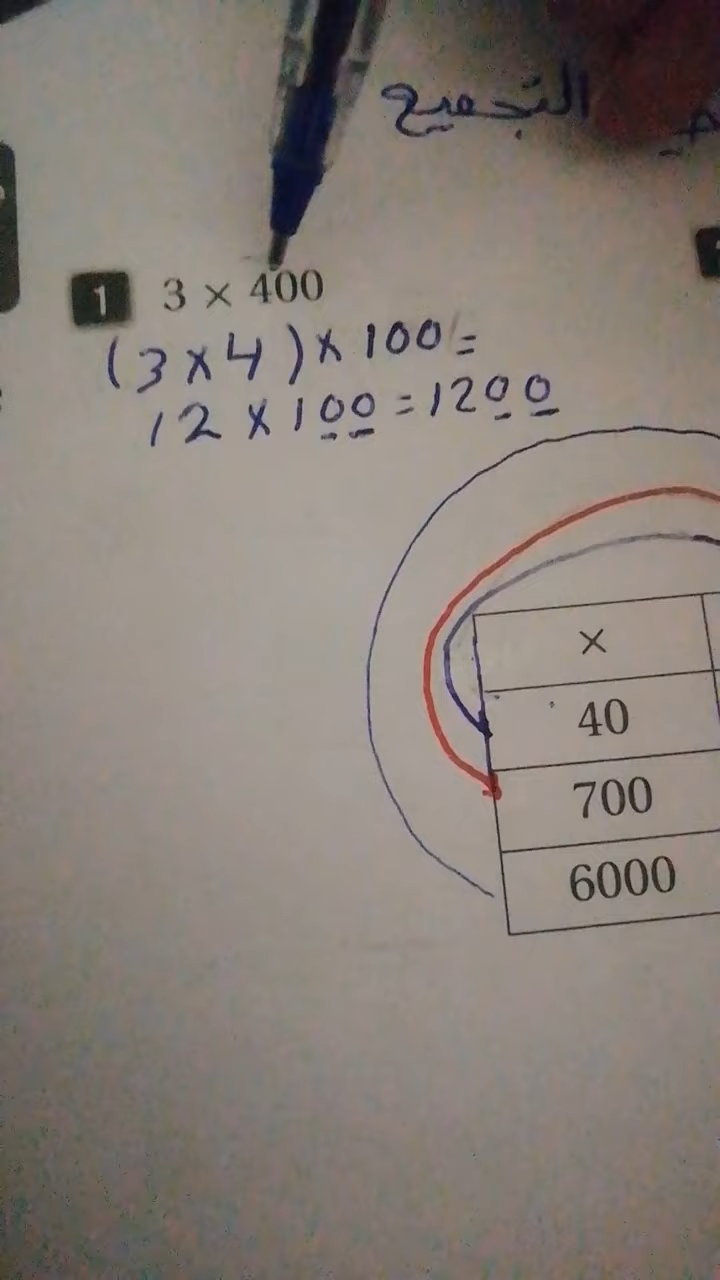 التجميع
1 3 × 400
(3 × 4) × 100 =
12 × 100 = 1200
×
40
700
6000